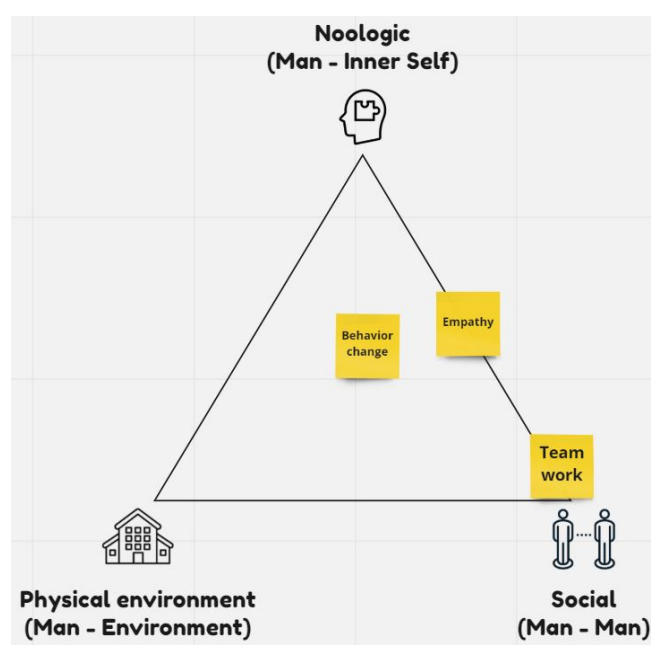 Noologic
(Man - Inner Self)
Empathy
Behavior
change
Team
work
Physical environment
(Man - Environment)
Social
(Man - Man)